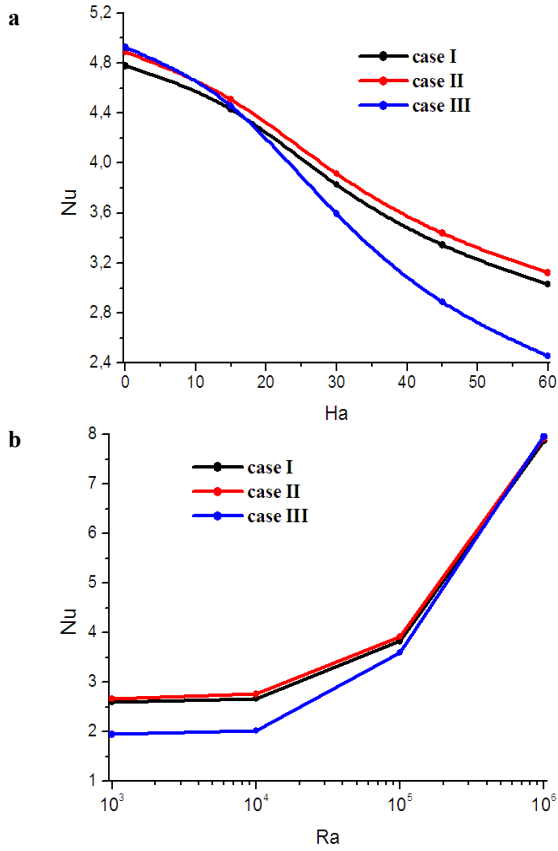 a
5,2
4,8
4,4
4,0
3,6
3,2
2,8
2,4
Nu
case I
case II
case III
0 10 20 30 40 50 60
Ha
b
8
7
6
5
4
3
2
1
Nu
case I
case II
case III
10³ 10⁴ 10⁵ 10⁶
Ra